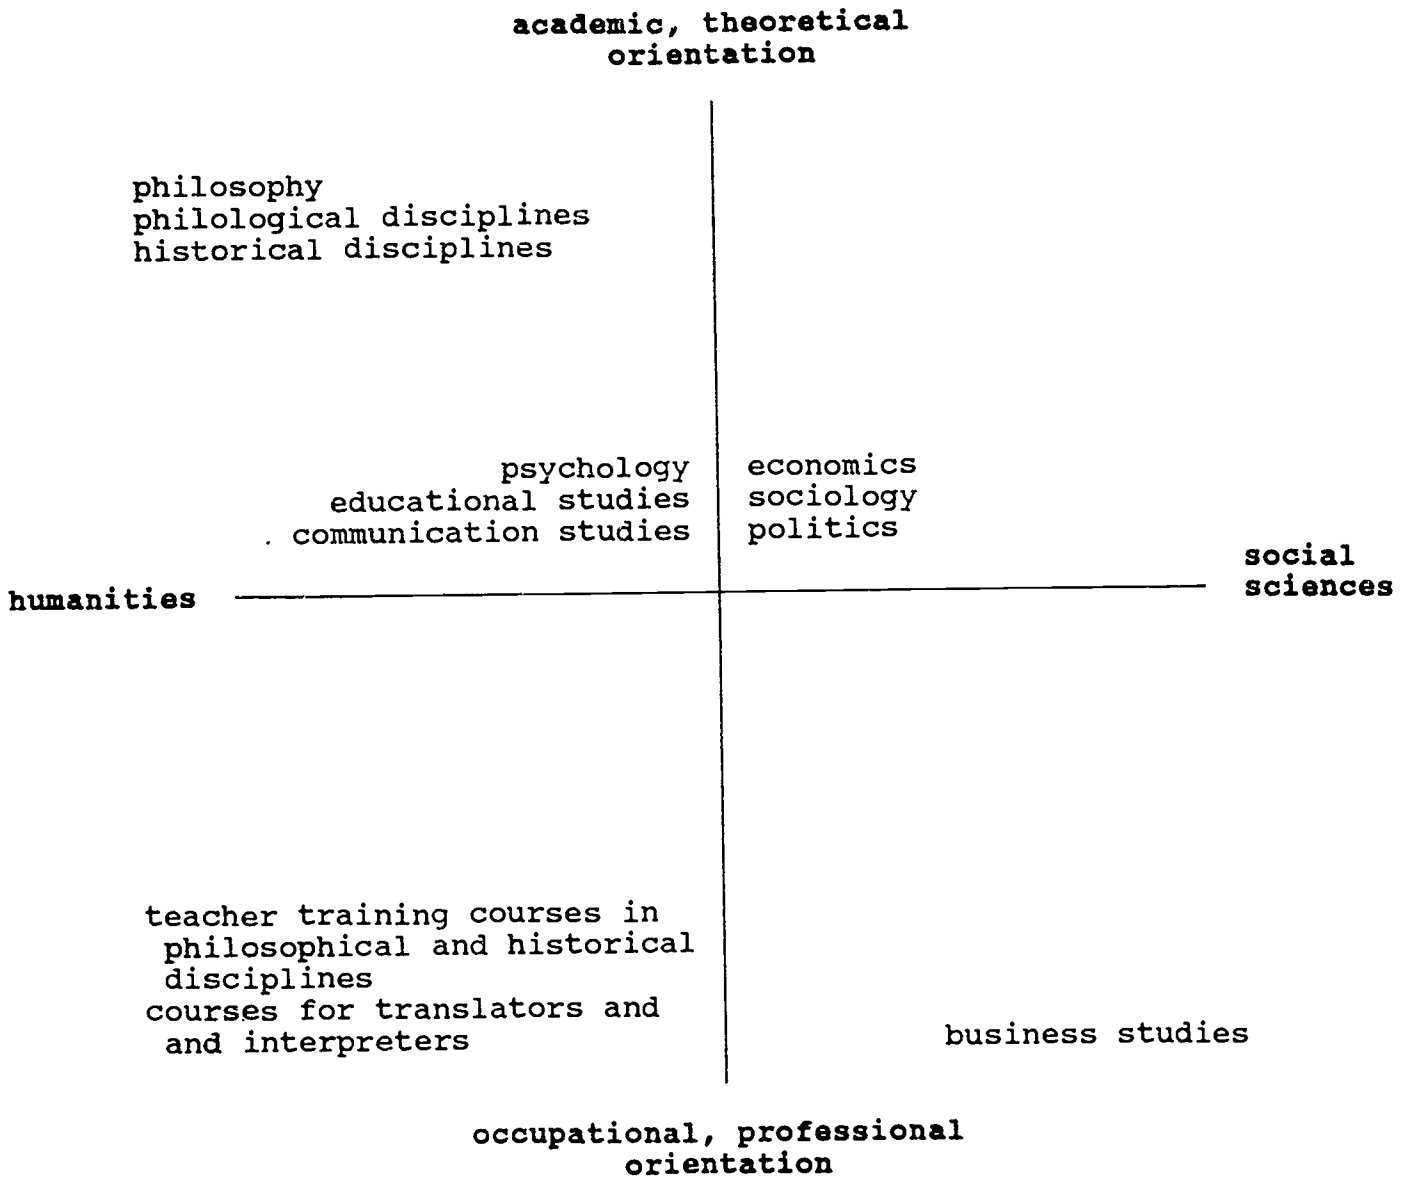 academic, theoretical
orientation
philosophy
philological disciplines
historical disciplines
psychology
educational studies
communication studies
economics
sociology
politics
humanities
social
sciences
teacher training courses in
philosophical and historical
disciplines
courses for translators and
and interpreters
business studies
occupational, professional
orientation